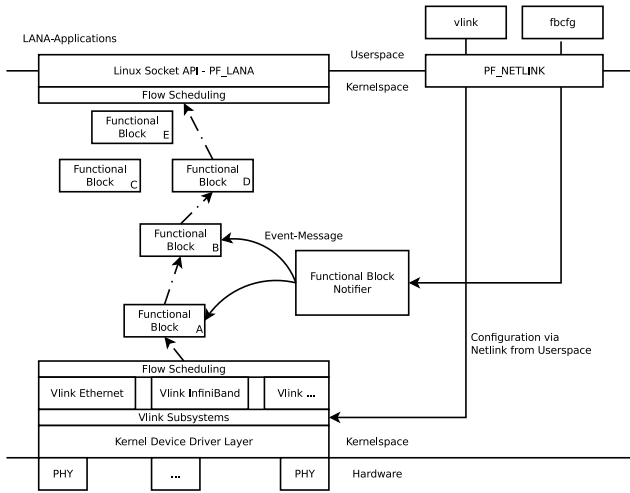 vlink
fbcfg
LANA-Applications
Userspace
Linux Socket API - PF_LANA
PF_NETLINK
Kernelspace
Flow Scheduling
Functional
Block
E
Functional
Block
C
Functional
Block
D
Functional
Block
B
Event-Message
Functional Block
Notifier
Functional
Block
A
Configuration via
Netlink from Userspace
Flow Scheduling
Vlink Ethernet
Vlink InfiniBand
Vlink ...
Vlink Subsystems
Kernel Device Driver Layer
Kernelspace
PHY
...
PHY
Hardware